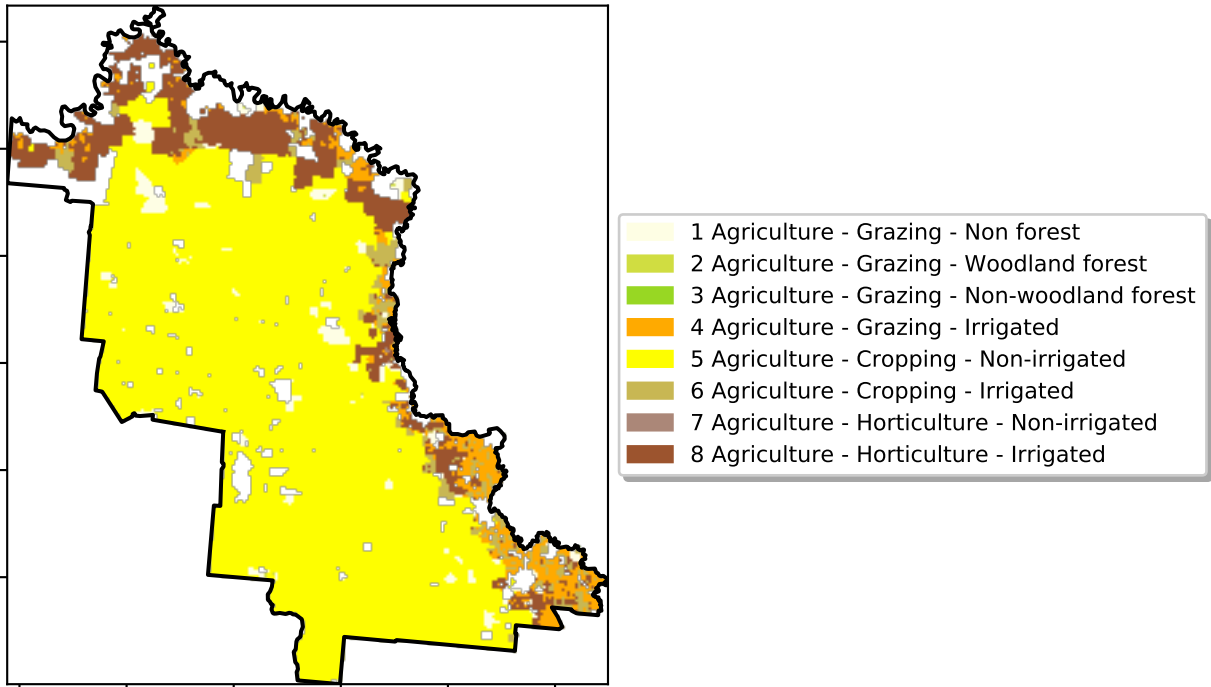 1 Agriculture - Grazing - Non forest
2 Agriculture - Grazing - Woodland forest
3 Agriculture - Grazing - Non-woodland forest
4 Agriculture - Grazing - Irrigated
5 Agriculture - Cropping - Non-irrigated
6 Agriculture - Cropping - Irrigated
7 Agriculture - Horticulture - Non-irrigated
8 Agriculture - Horticulture - Irrigated